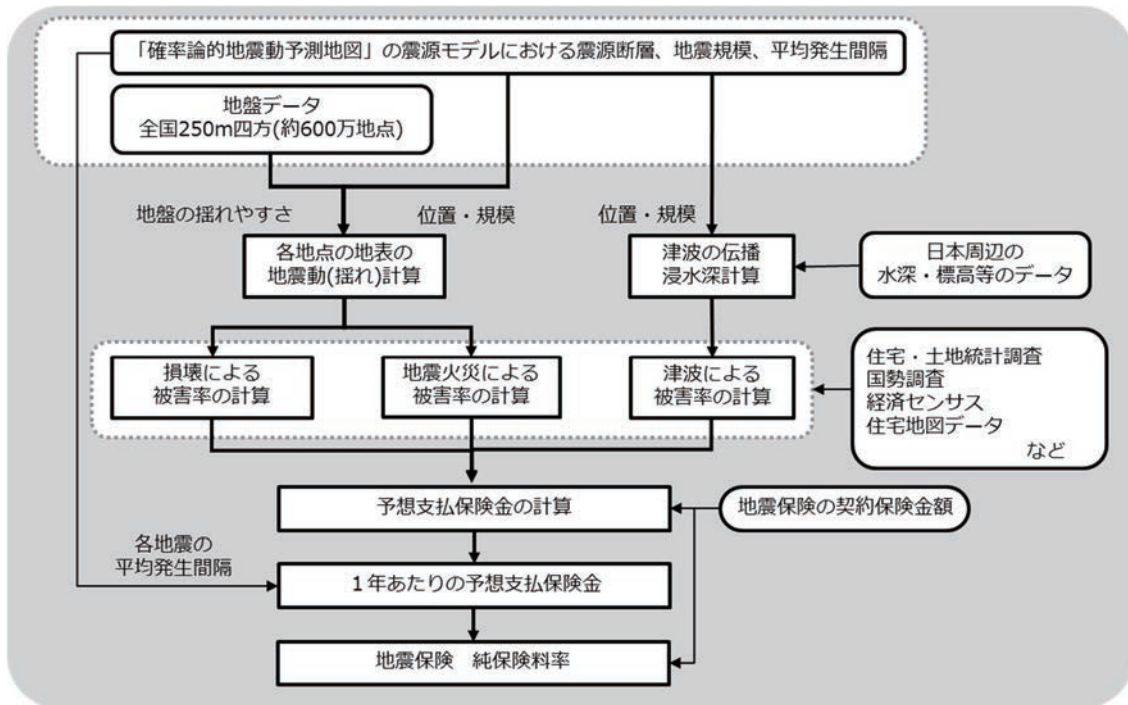 「確率論的地震動予測地図」の震源モデルにおける震源断層、地震規模、平均発生間隔
地盤データ
全国250m四方(約600万地点)
地盤の揺れやすさ
位置・規模
位置・規模
各地点の地表の
地震動(揺れ)計算
津波の伝播
浸水深計算
日本周辺の
水深・標高等のデータ
損壊による
被害率の計算
地震火災による
被害率の計算
津波による
被害率の計算
住宅・土地統計調査
国勢調査
経済センサス
住宅地図データ
など
予想支払保険金の計算
地震保険の契約保険金額
各地震の
平均発生間隔
１年あたりの予想支払保険金
地震保険　純保険料率